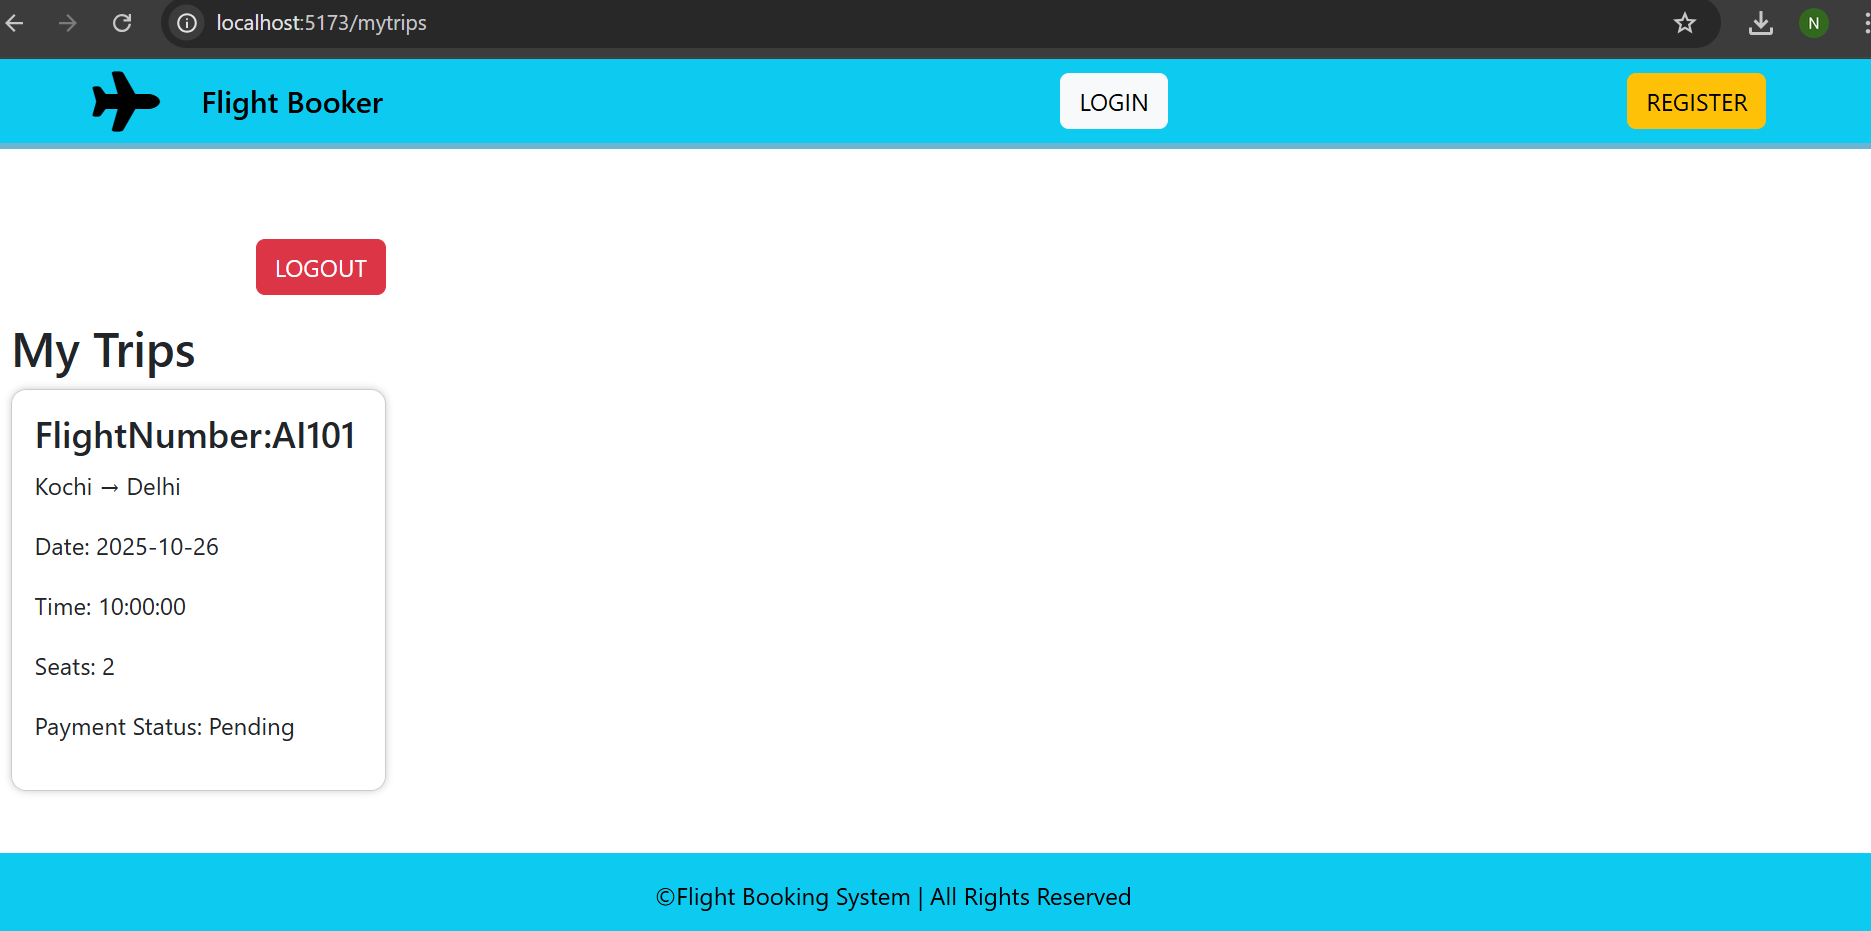 localhost:5173/mytrips
N
Flight Booker
LOGIN
REGISTER
LOGOUT
My Trips
FlightNumber:AI101
Kochi → Delhi
Date: 2025-10-26
Time: 10:00:00
Seats: 2
Payment Status: Pending
©Flight Booking System | All Rights Reserved